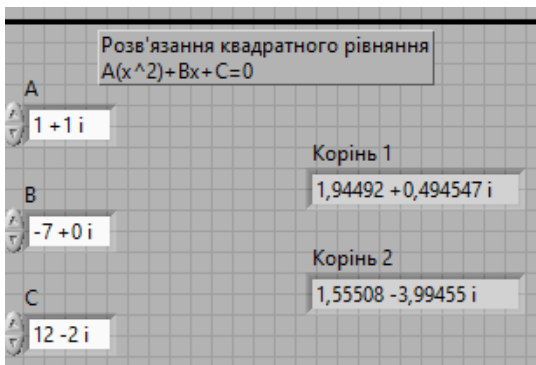 Розв'язання квадратного рівняння
A(x^2)+Bx+C=0
A
1 +1 i
Корінь 1
1,94492 +0,494547 i
B
-7 +0 i
Корінь 2
1,55508 -3,99455 i
C
12 -2 i